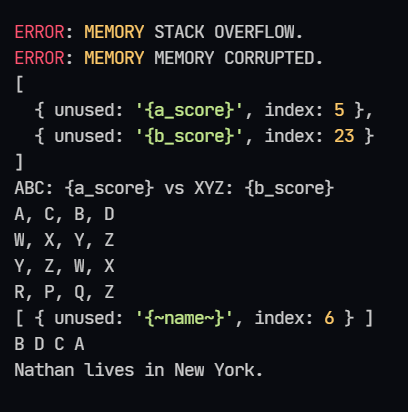 ERROR: MEMORY STACK OVERFLOW.
ERROR: MEMORY MEMORY CORRUPTED.
[
  { unused: '{a_score}', index: 5 },
  { unused: '{b_score}', index: 23 }
]
ABC: {a_score} vs XYZ: {b_score}
A, C, B, D
W, X, Y, Z
Y, Z, W, X
R, P, Q, Z
[ { unused: '{~name~}', index: 6 } ]
B D C A
Nathan lives in New York.